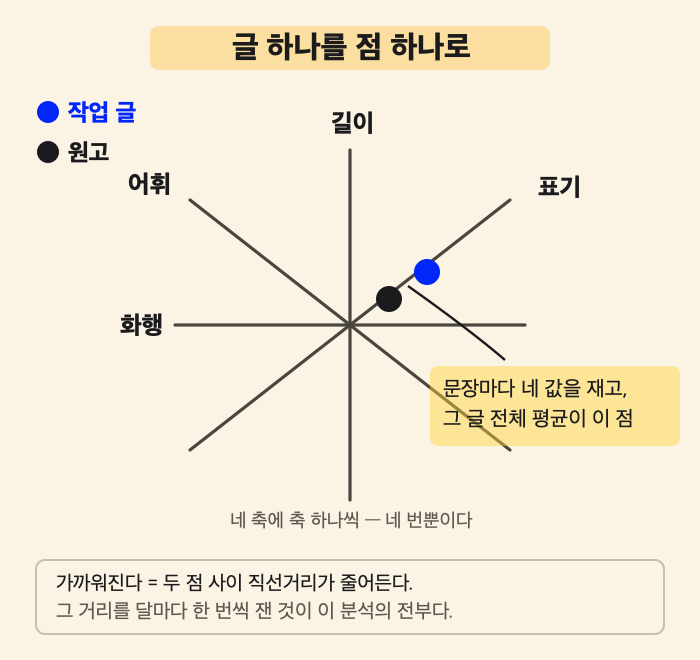 글 하나를 점 하나로
작업 글
원고
길이
어휘
표기
화행
문장마다 네 값을 재고,
그 글 전체 평균이 이 점
네 축에 축 하나씩 — 네 번뿐이다
가까워진다 = 두 점 사이 직선거리가 줄어든다.
그 거리를 달마다 한 번씩 잰 것이 이 분석의 전부다.